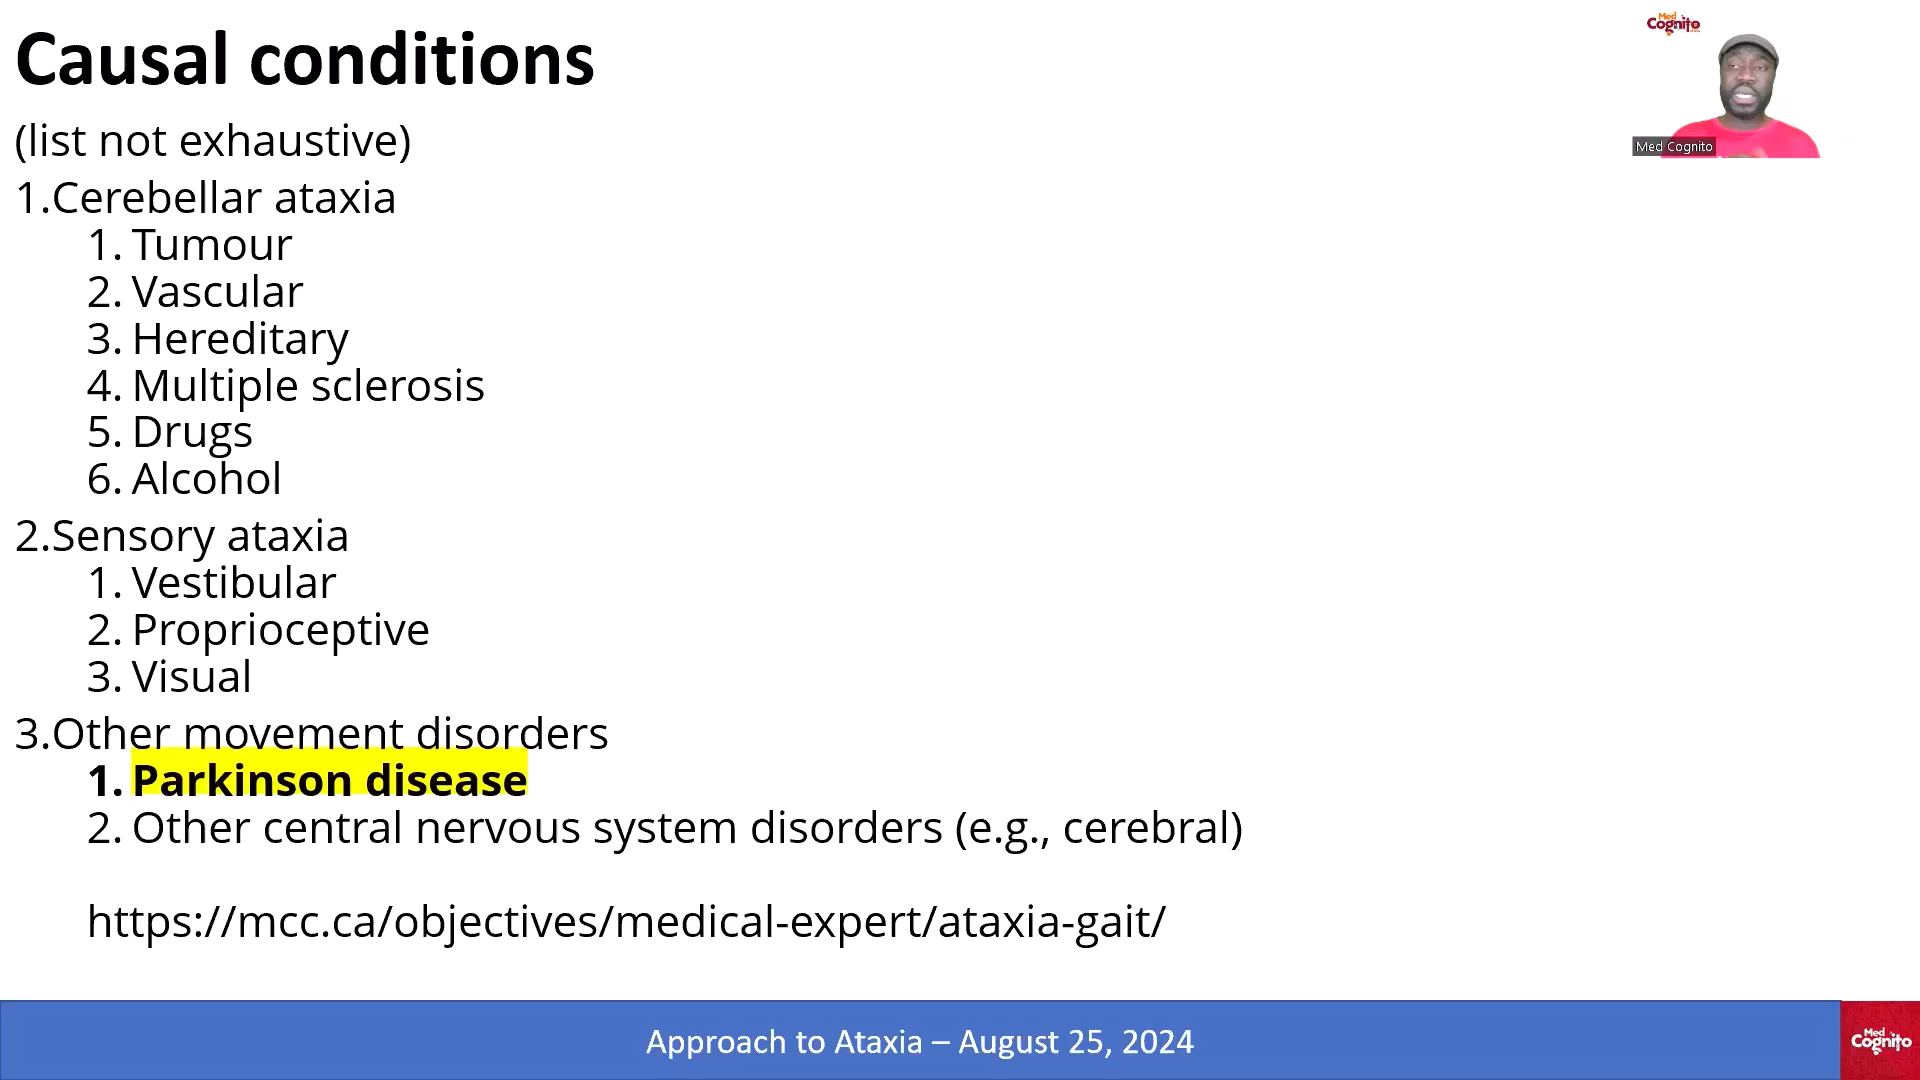 Causal conditions
(list not exhaustive)
1.Cerebellar ataxia
1. Tumour
2. Vascular
3. Hereditary
4. Multiple sclerosis
5. Drugs
6. Alcohol
2.Sensory ataxia
1. Vestibular
2. Proprioceptive
3. Visual
3.Other movement disorders
1. Parkinson disease
2. Other central nervous system disorders (e.g., cerebral)
https://mcc.ca/objectives/medical-expert/ataxia-gait/
Med
Cognito
Med Cognito
Approach to Ataxia – August 25, 2024
Med
Cognito